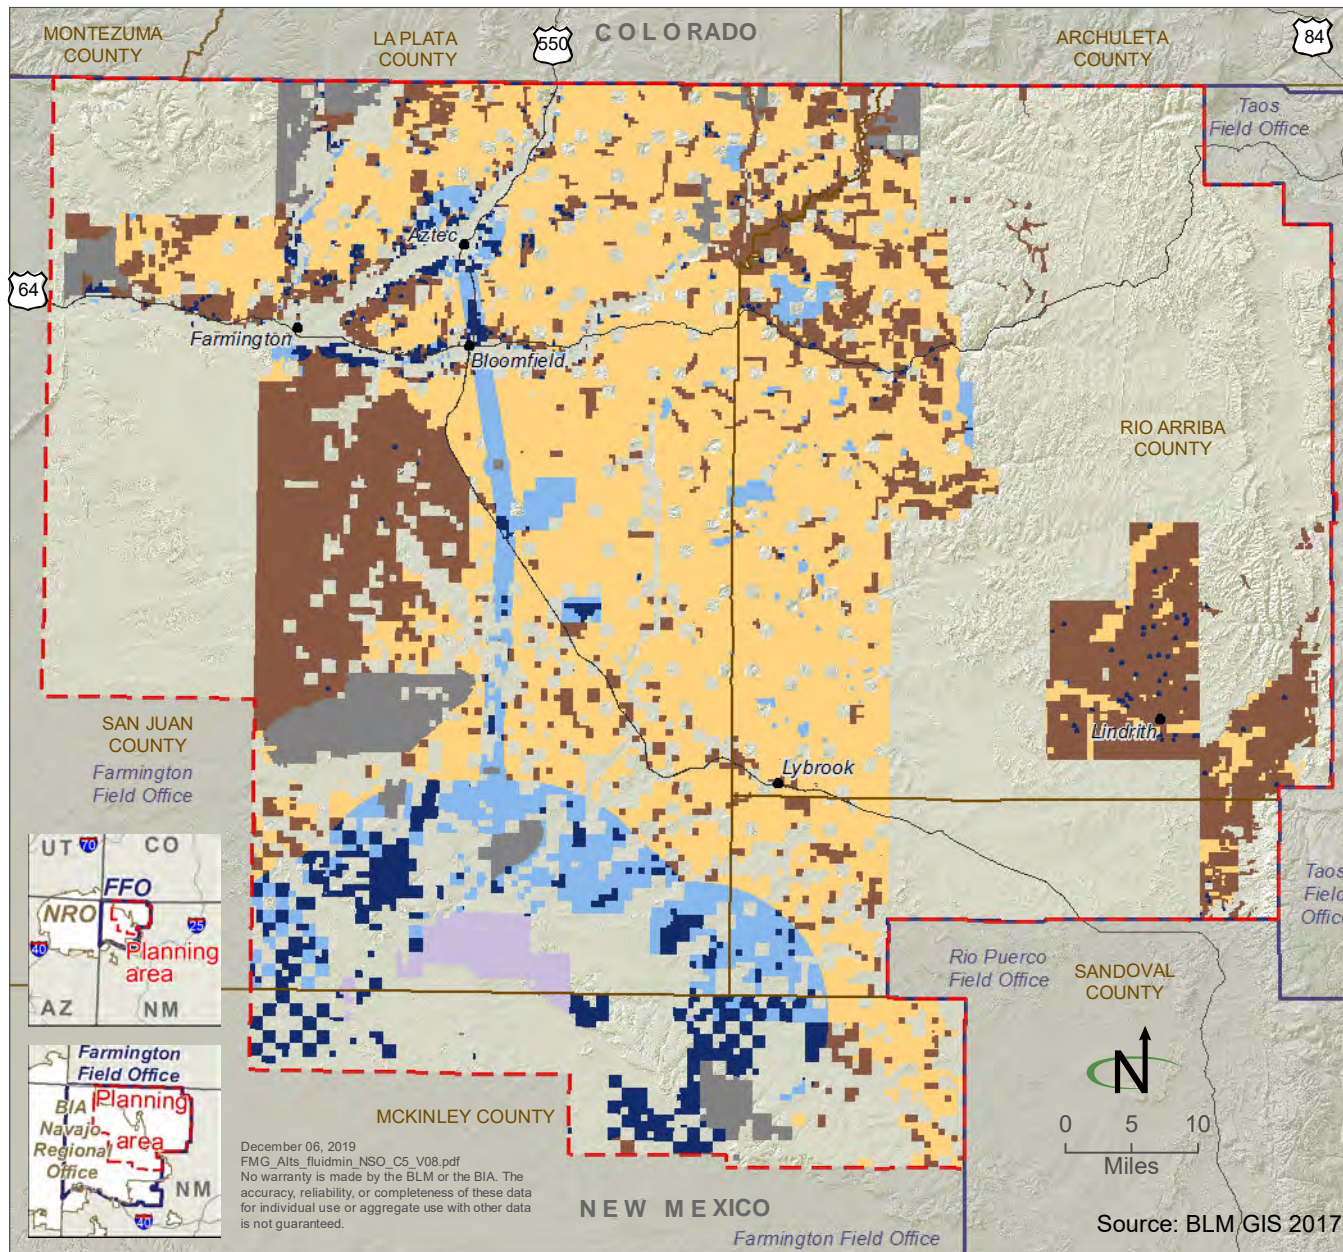 MONTEZUMA
COUNTY
LA PLATA
COUNTY
550
COLORADO
ARCHULETA
COUNTY
84
Taos
Field Office
Aztec
64
Farmington
Bloomfield
RIO ARRIBA
COUNTY
SAN JUAN
COUNTY
Farmington
Field Office
Lindrith
Lybrook
UT
70
CO
FFO
NRO
25
40
Planning
area
AZ
NM
Taos
Field
Office
Rio Puerco
Field Office
SANDOVAL
COUNTY
N
0 5 10
Miles
Farmington
Field Office
Planning
area
BIA
Navajo
Regional
Office
NM
40
MCKINLEY COUNTY
December 06, 2019
FMG_Alts_fluidmin_NSO_C5_V08.pdf
No warranty is made by the BLM or the BIA. The
accuracy, reliability, or completeness of these data
for individual use or aggregate use with other data
is not guaranteed.
NEW MEXICO
Farmington Field Office
Source: BLM GIS 2017